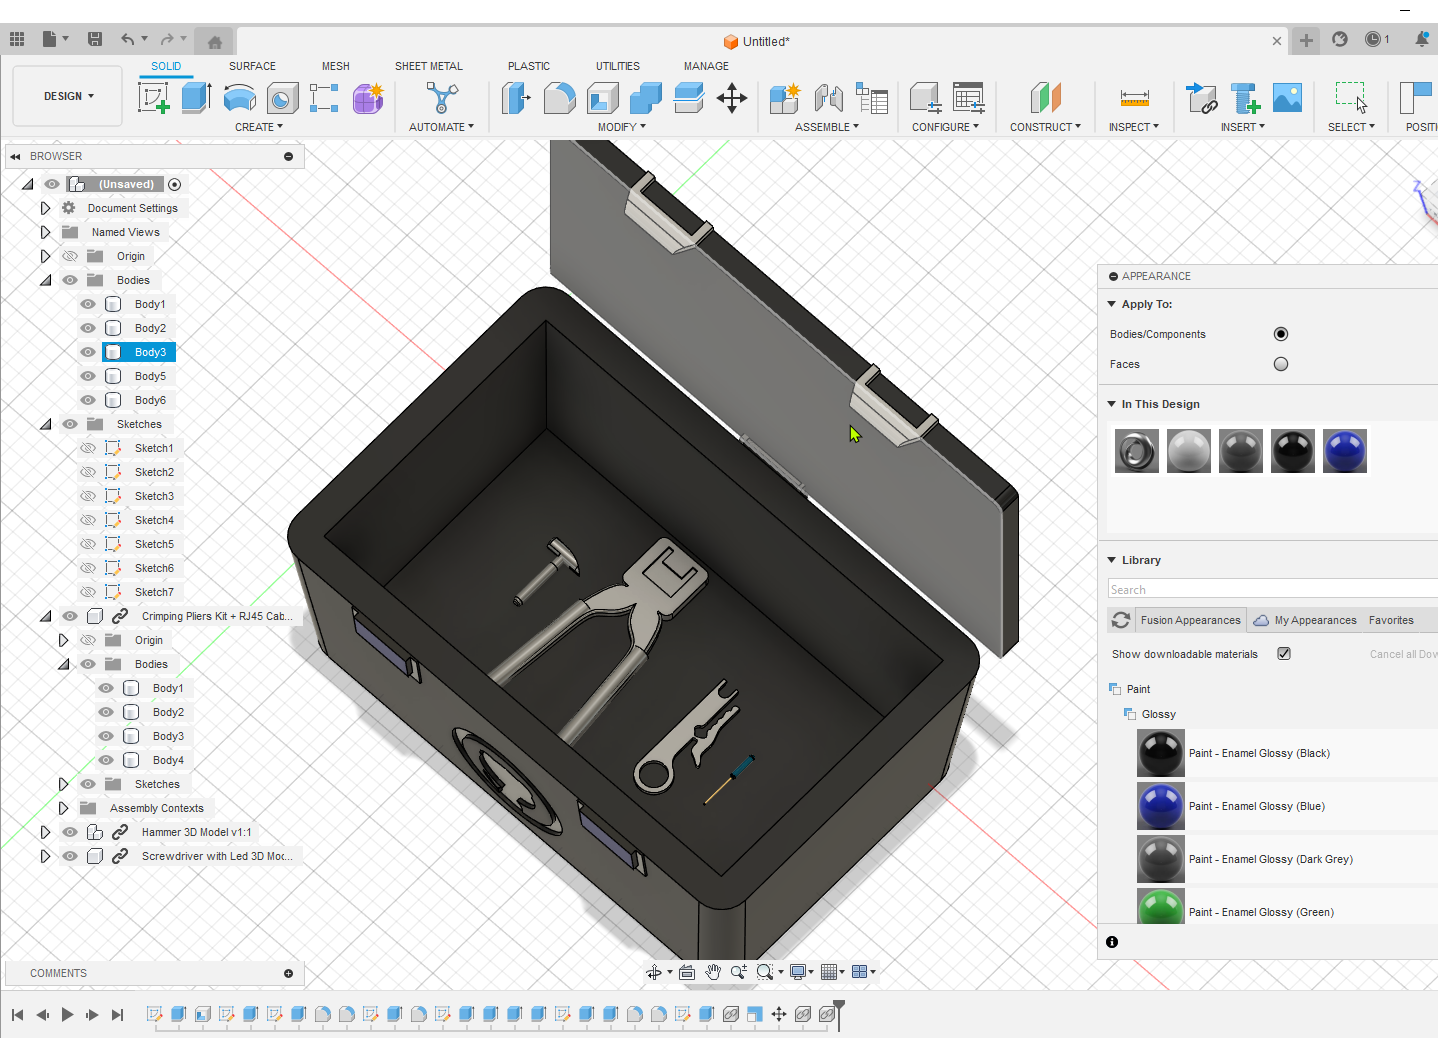 Untitled*
1
SOLID SURFACE MESH SHEET METAL PLASTIC UTILITIES MANAGE
DESIGN
CREATE AUTOMATE MODIFY ASSEMBLE CONFIGURE CONSTRUCT INSPECT INSERT SELECT POSITI
BROWSER
(Unsaved)
Document Settings
Named Views
Origin
Bodies
Body1
Body2
Body3
Body5
Body6
Sketches
Sketch1
Sketch2
Sketch3
Sketch4
Sketch5
Sketch6
Sketch7
Crimping Pliers Kit + RJ45 Cab...
Origin
Bodies
Body1
Body2
Body3
Body4
Sketches
Assembly Contexts
Hammer 3D Model v1:1
Screwdriver with Led 3D Moc...
COMMENTS
Z
APPEARANCE
Apply To:
Bodies/Components
Faces
In This Design
Library
Search
Fusion Appearances My Appearances Favorites
Show downloadable materials Cancel all Dow
Paint
Glossy
Paint - Enamel Glossy (Black)
Paint - Enamel Glossy (Blue)
Paint - Enamel Glossy (Dark Grey)
Paint - Enamel Glossy (Green)